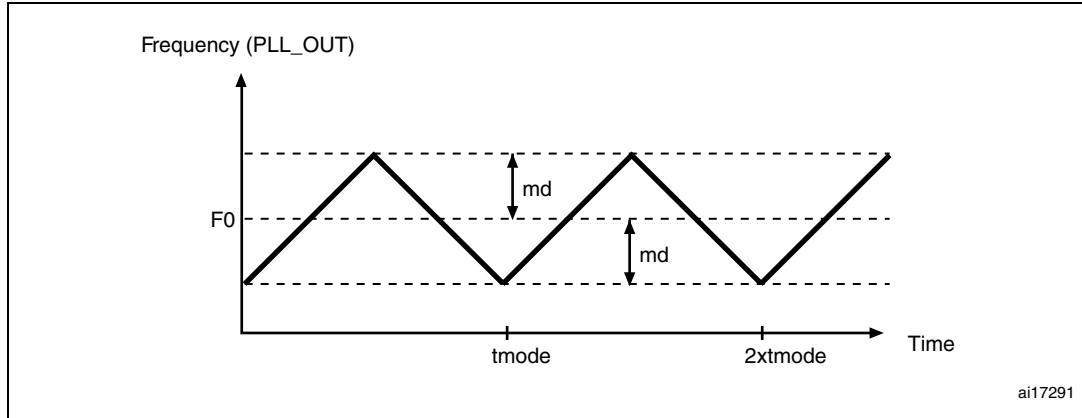 Frequency (PLL_OUT)
md
F0
md
tmode
2xtmode
Time
ai17291